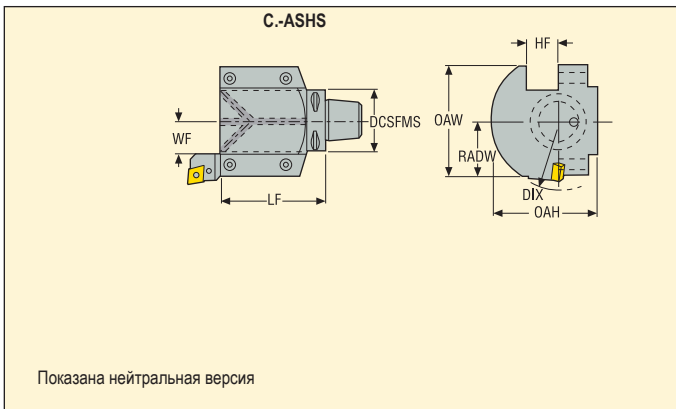 C.-ASHS
HF
DCSFMS
OAW
WF
RADW
LF
DIX
OAH
Показана нейтральная версия